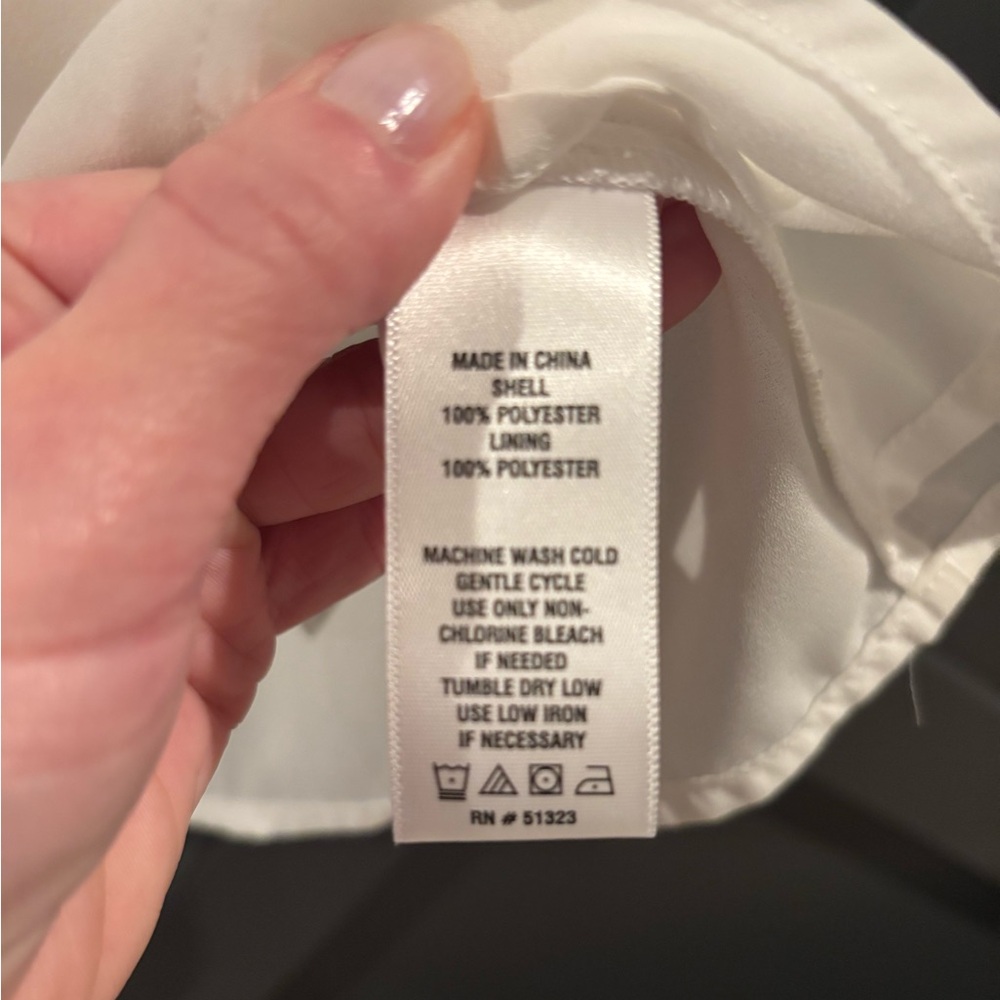 MADE IN CHINA
SHELL
100% POLYESTER
LINING
100% POLYESTER
MACHINE WASH COLD
GENTLE CYCLE
USE ONLY NON-
CHLORINE BLEACH
IF NEEDED
TUMBLE DRY LOW
USE LOW IRON
IF NECESSARY
RN # 51323